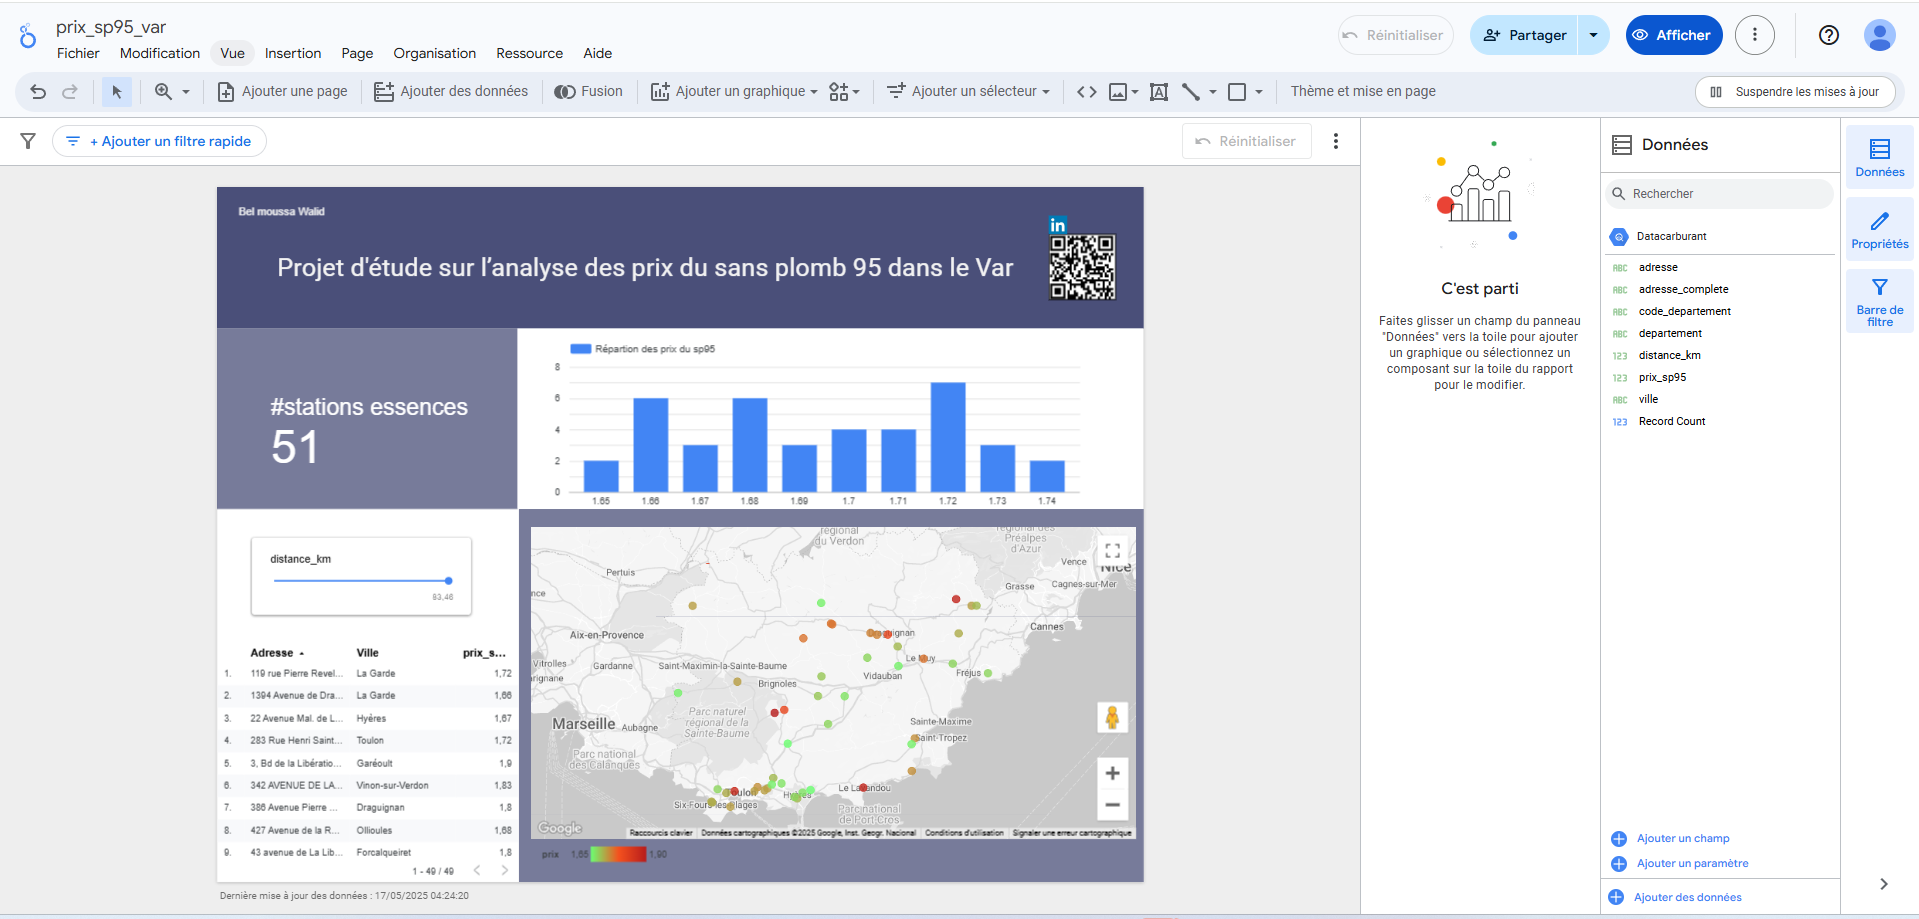 prix_sp95_var
Fichier Modification Vue Insertion Page Organisation Ressource Aide
Réinitialiser
Partager
Afficher
Ajouter une page
Ajouter des données
Fusion
Ajouter un graphique
Ajouter un sélecteur
Thème et mise en page
Suspendre les mises à jour
+ Ajouter un filtre rapide
Réinitialiser
Bel moussa Walid
in
Projet d'étude sur l’analyse des prix du sans plomb 95 dans le Var
#stations essences
51
Répartion des prix du sp95
8
6
4
2
0
1.65 1.66 1.67 1.68 1.69 1.7 1.71 1.72 1.73 1.74
distance_km
83,46
Adresse Ville prix_s...
1. 119 rue Pierre Revel... La Garde 1,72
2. 1394 Avenue de Dra... La Garde 1,66
3. 22 Avenue Mal. de L... Hyères 1,67
4. 283 Rue Henri Saint... Toulon 1,72
5. 3, Bd de la Libératio... Garéoult 1,9
6. 342 AVENUE DE LA... Vinon-sur-Verdon 1,83
7. 386 Avenue Pierre ... Draguignan 1,8
8. 427 Avenue de la R... Ollioules 1,68
9. 43 avenue de La Lib... Forcalqueiret 1,8
1 - 49 / 49
régional
du Verdon
Préalpes
d'Azur
Vence
Nice
Pertuis
Grasse
Cagnes-sur-Mer
nce
Cannes
Aix-en-Provence
Vitrolles
Gardanne
Saint-Maximin-la-Sainte-Baume
Le Muy
Vidauban
Fréjus
Brignoles
Parc naturel
régional de la
Sainte-Baume
Marseille
Aubagne
Sainte-Maxime
Saint-Tropez
Parc national
des Calanques
Toulon
Hyères
Le Lavandou
Six-Fours-les-Plages
Parc national
de Port-Cros
Google
Raccourcis clavier
Données cartographiques ©2025 Google, Inst. Geogr. Nacional
Conditions d'utilisation
Signaler une erreur cartographique
prix 1,65 1,90
Dernière mise à jour des données : 17/05/2025 04:24:20
C'est parti
Faites glisser un champ du panneau
"Données" vers la toile pour ajouter
un graphique ou sélectionnez un
composant sur la toile du rapport
pour le modifier.
Données
Rechercher
Datacarburant
ABC adresse
ABC adresse_complete
ABC code_departement
ABC departement
123 distance_km
123 prix_sp95
ABC ville
123 Record Count
Ajouter un champ
Ajouter un paramètre
Ajouter des données
Données
Propriétés
Barre de
filtre